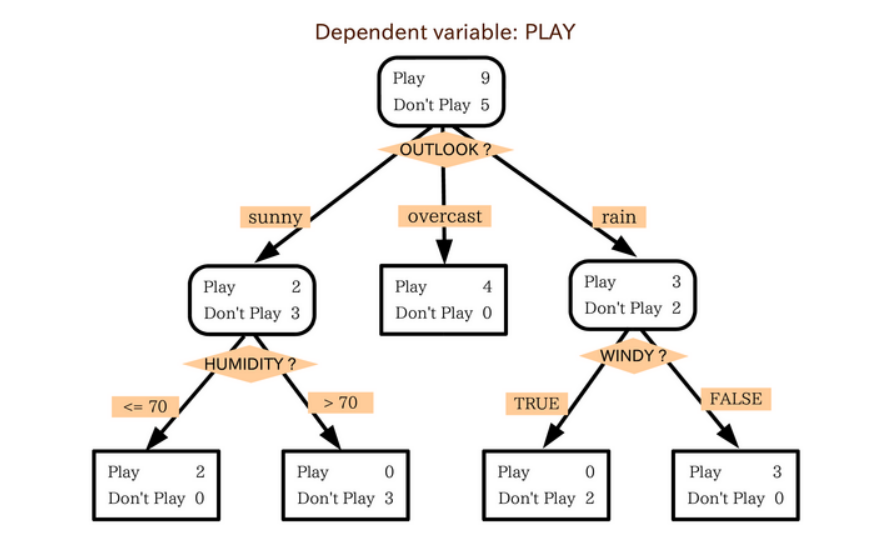 Dependent variable: PLAY
Play 9
Don't Play 5
OUTLOOK ?
sunny
overcast
rain
Play 2
Don't Play 3
Play 4
Don't Play 0
Play 3
Don't Play 2
HUMIDITY ?
WINDY ?
<= 70
> 70
TRUE
FALSE
Play 2
Don't Play 0
Play 0
Don't Play 3
Play 0
Don't Play 2
Play 3
Don't Play 0